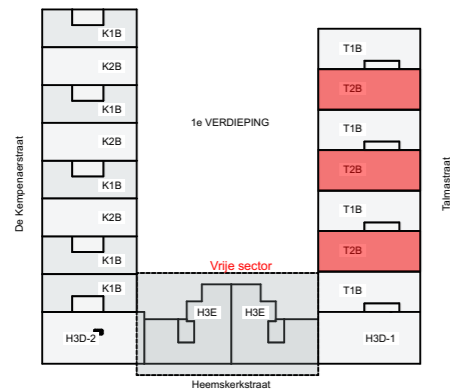 De Kempenaerstraat
K1B
K2B
K1B
K2B
K1B
K2B
K1B
K1B
H3D-2
1e VERDIEPING
Vrije sector
H3E
H3E
Heemskerkstraat
T1B
T2B
T1B
T2B
T1B
T2B
T1B
H3D-1
Talmastraat